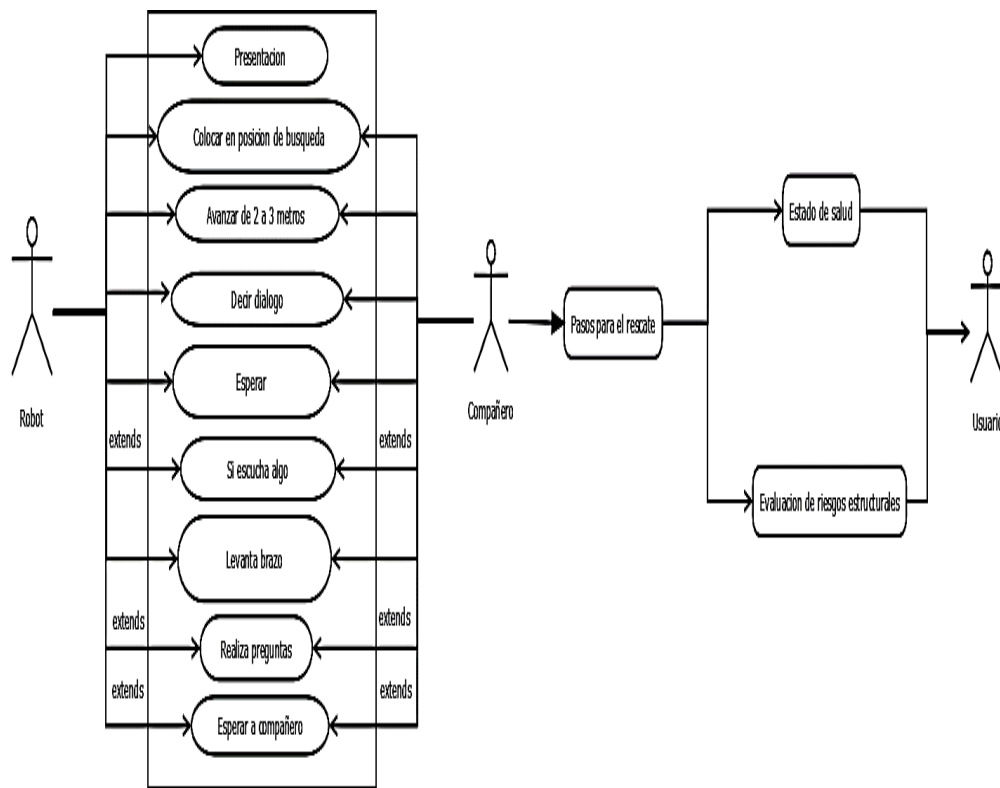 Presentacion
Colocar en posicion de busqueda
Avanzar de 2 a 3 metros
Decir dialogo
Esperar
extends
extends
Si escucha algo
Levanta brazo
extends
extends
Realiza preguntas
extends
extends
Esperar a compañero
Robot
Compañero
Pasos para el rescate
Estado de salud
Evaluacion de riesgos estructurales
Usuario